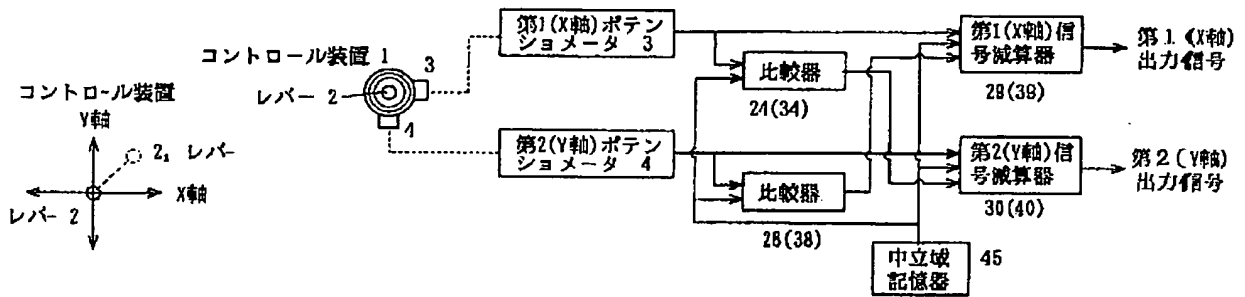 コントロール装置
Y軸
2₁ レバー
X軸
レバー 2
コントロール装置 1
レバー 2
3
4
第1(X軸)ポテン
ショメータ 3
第2(Y軸)ポテン
ショメータ 4
比較器
24(34)
比較器
26(38)
第1(X軸)信
号減算器
29(39)
第2(Y軸)信
号減算器
30(40)
中立域
記憶器
45
第1(X軸)
出力信号
第2(Y軸)
出力信号